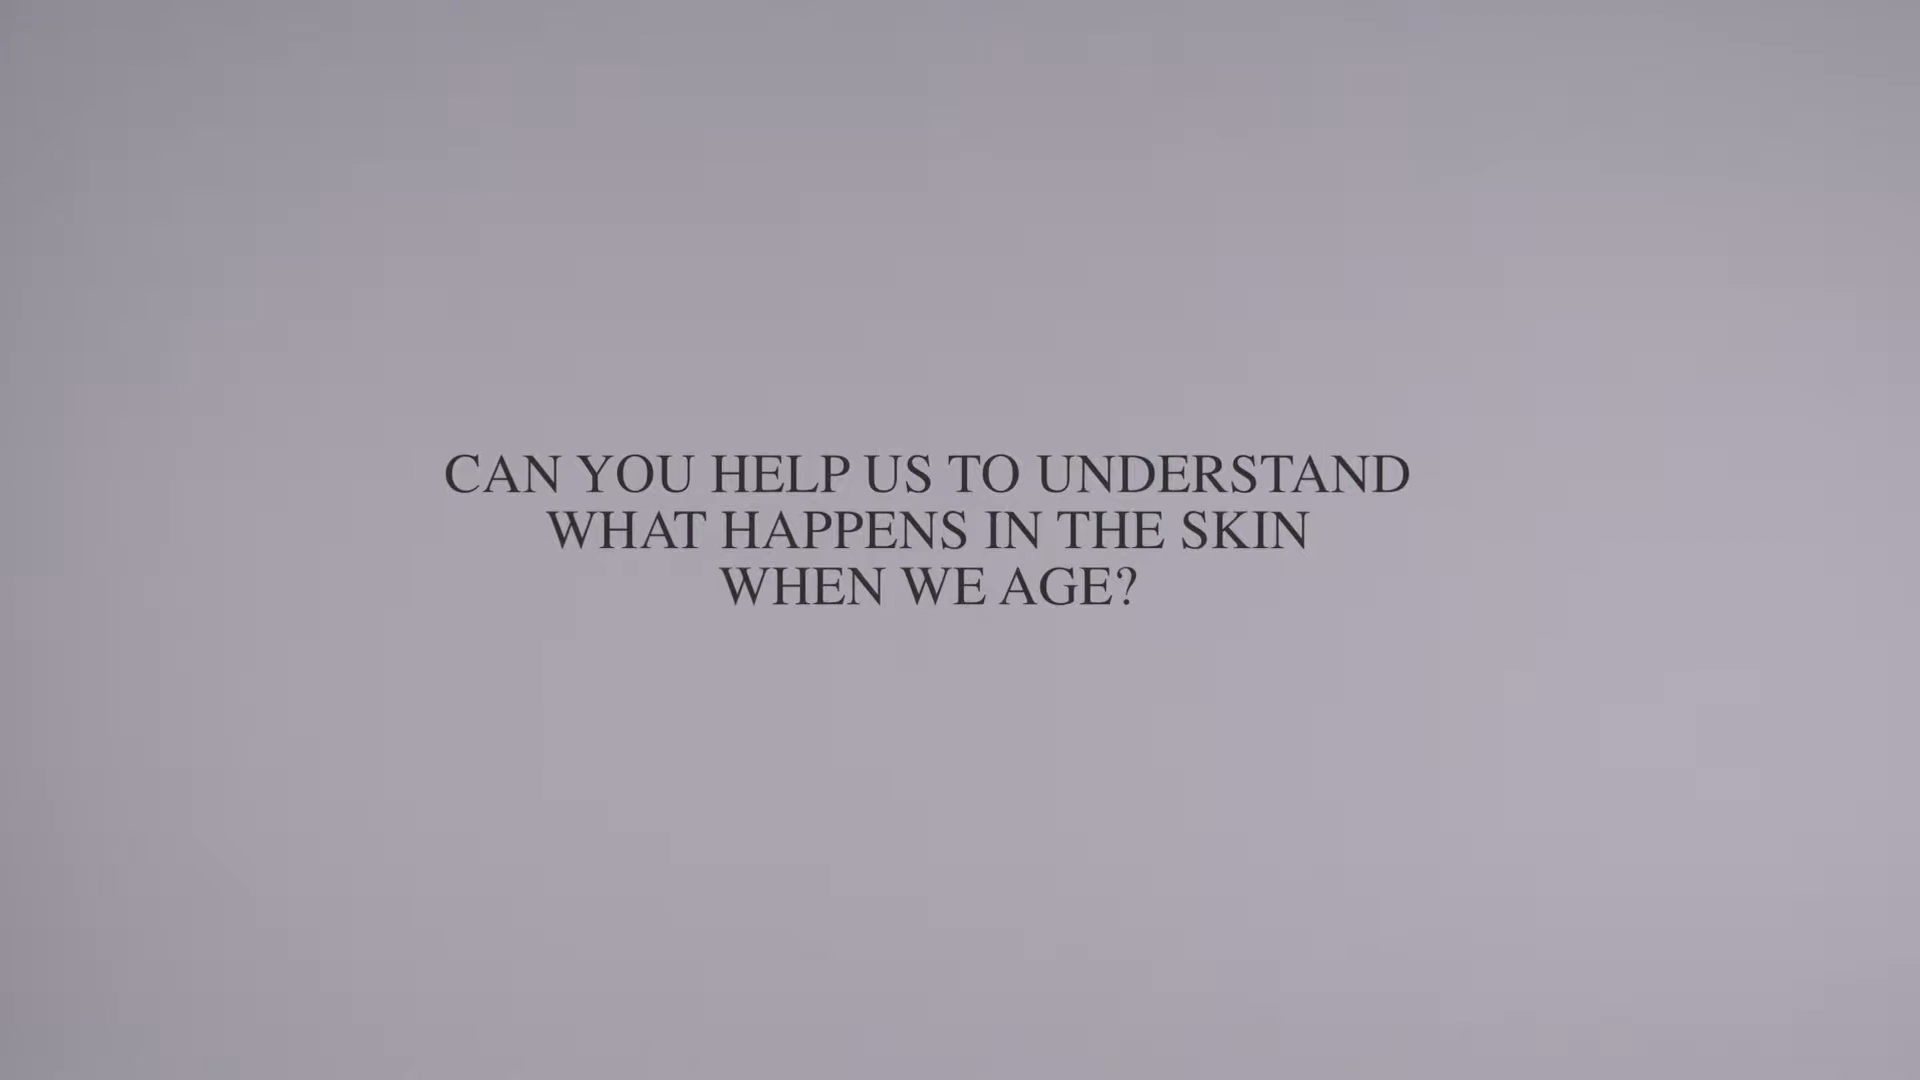 CAN YOU HELP US TO UNDERSTAND
WHAT HAPPENS IN THE SKIN
WHEN WE AGE?